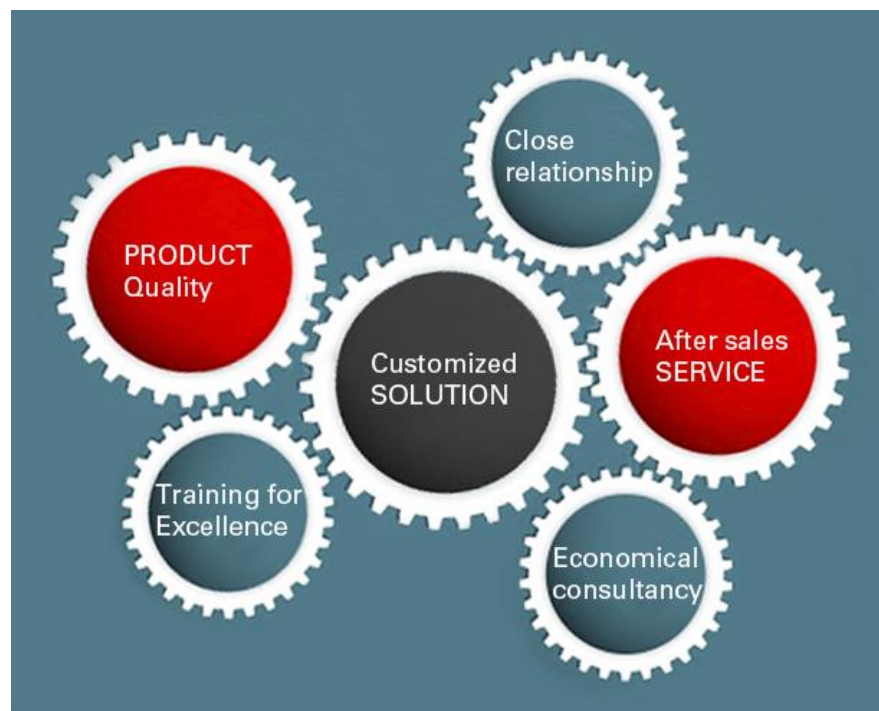 Close
relationship
PRODUCT
Quality
Customized
SOLUTION
After sales
SERVICE
Training for
Excellence
Economical
consultancy